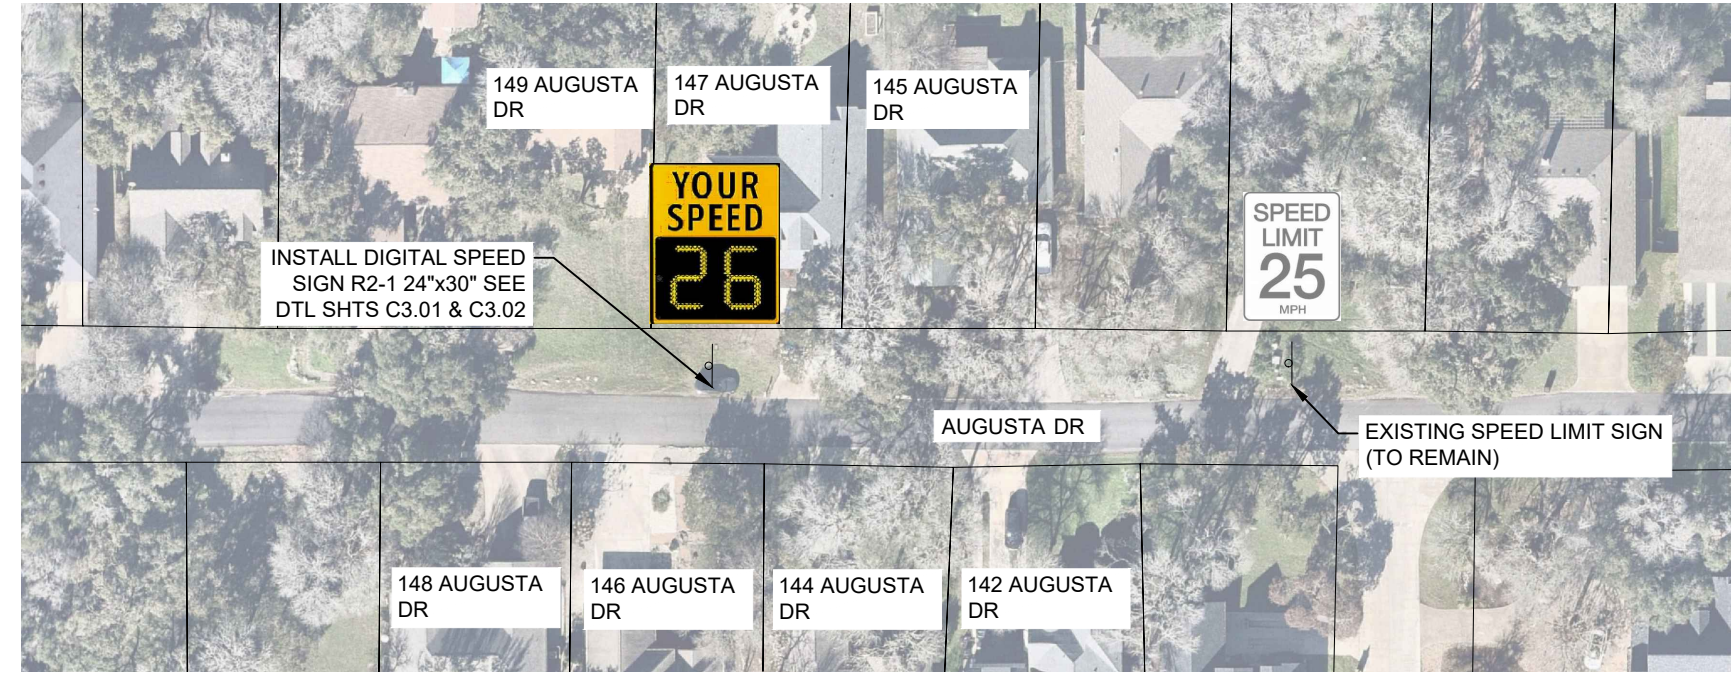 149 AUGUSTA
DR
147 AUGUSTA
DR
145 AUGUSTA
DR
YOUR
SPEED
26
SPEED
LIMIT
25
MPH
INSTALL DIGITAL SPEED
SIGN R2-1 24"x30" SEE
DTL SHTS C3.01 & C3.02
AUGUSTA DR
EXISTING SPEED LIMIT SIGN
(TO REMAIN)
148 AUGUSTA
DR
146 AUGUSTA
DR
144 AUGUSTA
DR
142 AUGUSTA
DR